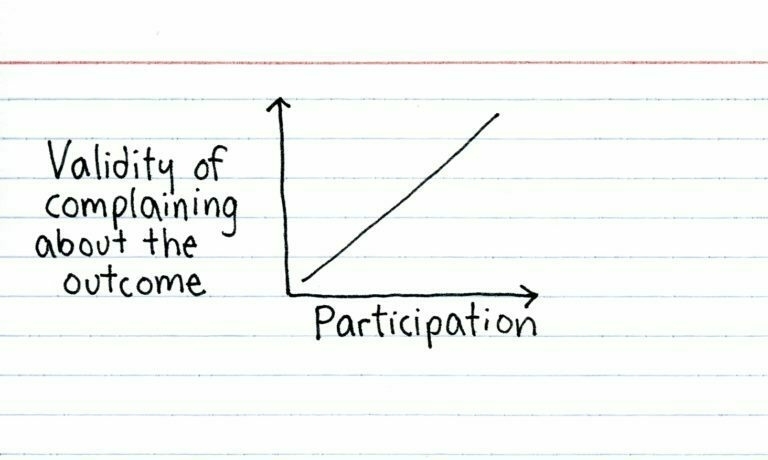 Validity of
complaining
about the
outcome
Participation